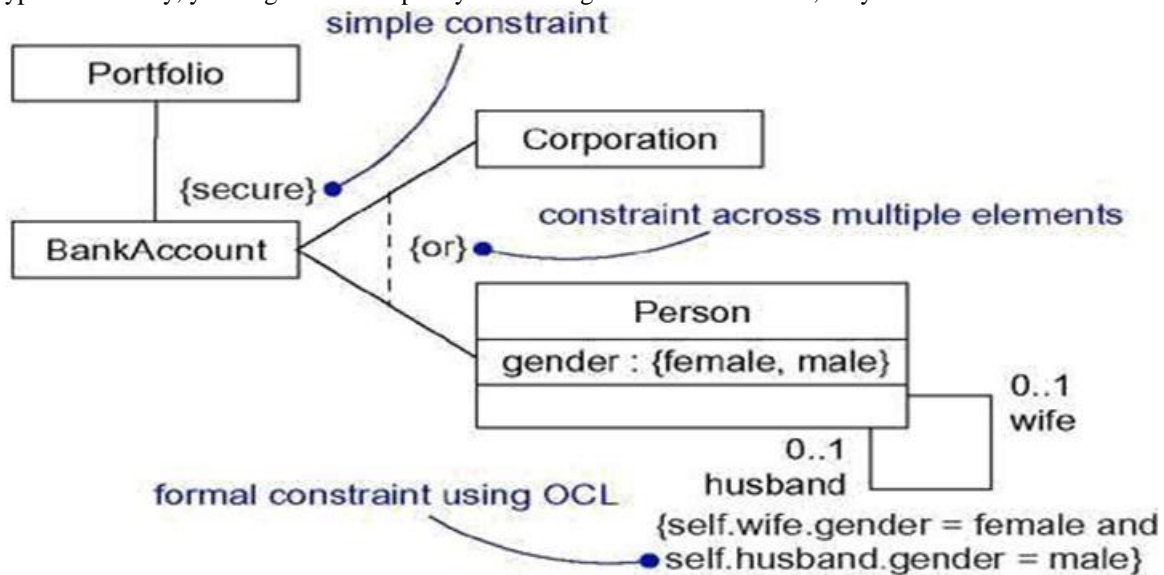 simple constraint
Portfolio
Corporation
{secure}
constraint across multiple elements
BankAccount
{or}
Person
gender : {female, male}
0..1
wife
0..1
husband
formal constraint using OCL
{self.wife.gender = female and
self.husband.gender = male}